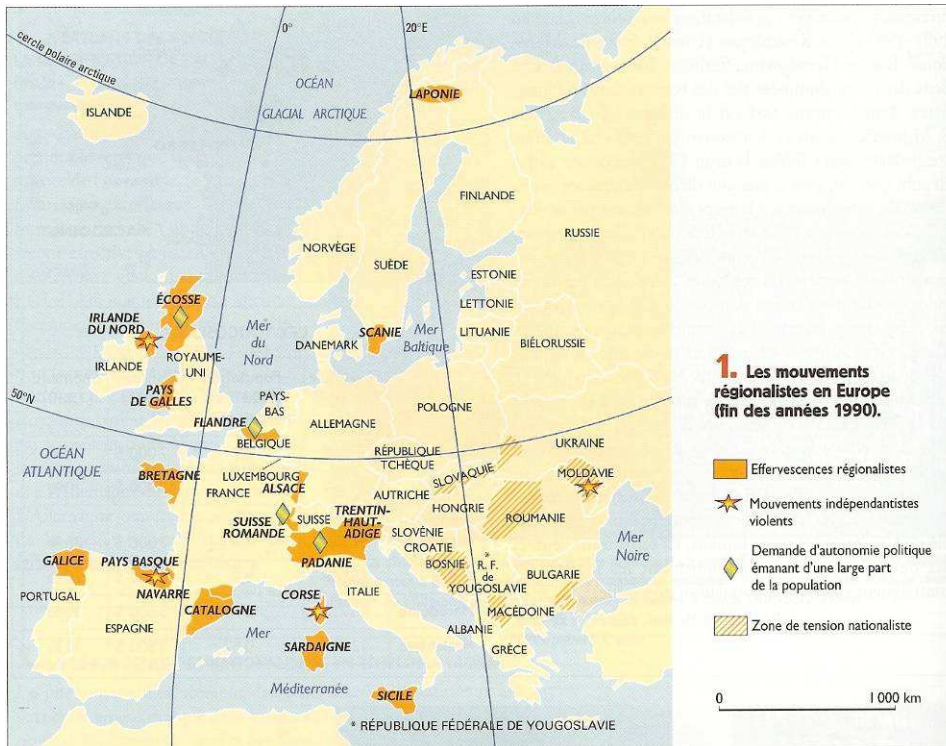 0°
20°E
cercle polaire arctique
OCÉAN
GLACIAL ARCTIQUE
LAPONIE
ISLANDE
FINLANDE
RUSSIE
NORVÈGE
SUÈDE
ESTONIE
LETTONIE
LITUANIE
BIÉLORUSSIE
ÉCOSSE
IRLANDE
DU NORD
Mer
du
Nord
DANEMARK
SCANIE
Mer
Baltique
IRLANDE
ROYAUME-
UNI
PAYS
DE GALLES
50°N
PAYS-
BAS
FLANDRE
BELGIQUE
ALLEMAGNE
POLOGNE
OCÉAN
ATLANTIQUE
RÉPUBLIQUE
TCHÈQUE
UKRAINE
SLOVAQUIE
MOLDAVIE
BRETAGNE
LUXEMBOURG
FRANCE
ALSACE
AUTRICHE
HONGRIE
ROUMANIE
SUISSE
ROMANDE
SUISSE
TRENTIN-
HAUT-
ADIGE
SLOVÉNIE
CROATIE
PADANIE
BOSNIE
*
R. F.
de
YOUGOSLAVIE
BULGARIE
Mer
Noire
GALICE
PAYS BASQUE
NAVARRE
CORSE
ITALIE
PORTUGAL
CATALOGNE
ESPAGNE
MACÉDOINE
ALBANIE
GRÈCE
Mer
SARDAIGNE
Méditerranée
SICILE
* RÉPUBLIQUE FÉDÉRALE DE YOUGOSLAVIE
1. Les mouvements
régionalistes en Europe
(fin des années 1990).
Effervescences régionalistes
Mouvements indépendantistes
violents
Demande d'autonomie politique
émanant d'une large part
de la population
Zone de tension nationaliste
0
1 000 km